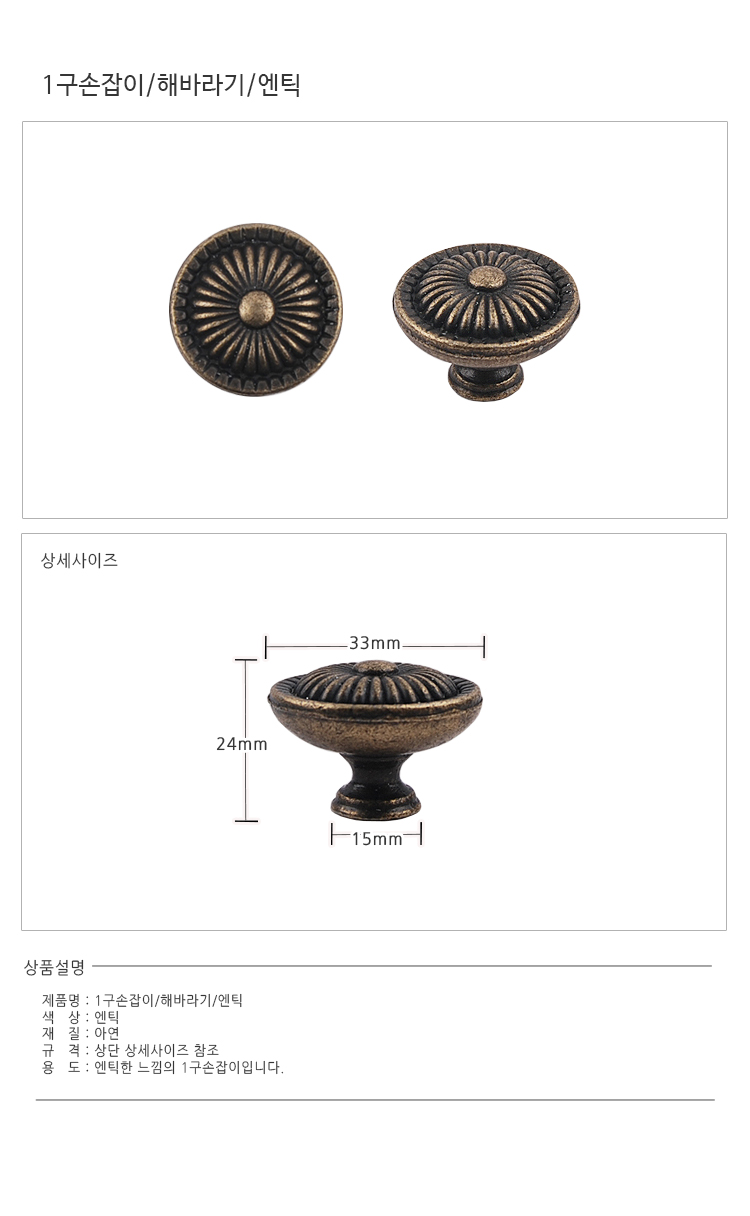 1구손잡이/해바라기/엔틱
상세사이즈
33mm
24mm
15mm
상품설명
제품명 : 1구손잡이/해바라기/엔틱
색 상 : 엔틱
재 질 : 아연
규 격 : 상단 상세사이즈 참조
용 도 : 엔틱한 느낌의 1구손잡이입니다.